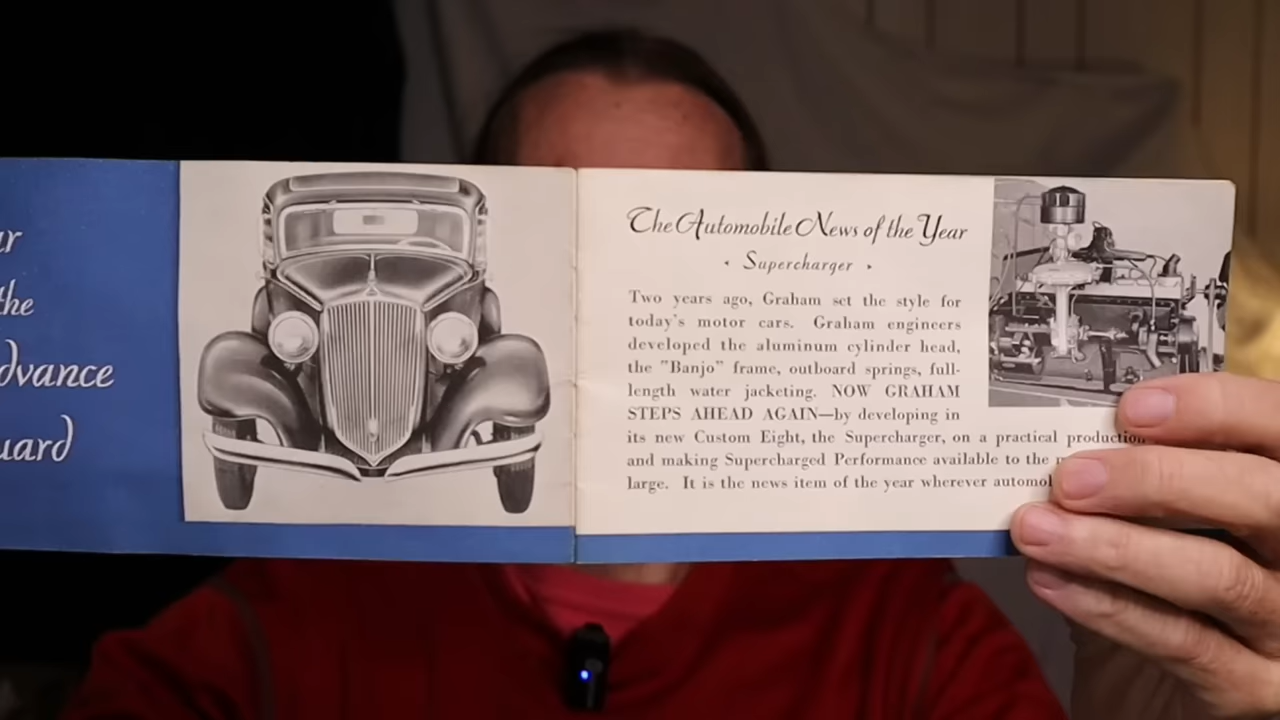 the
The Automobile News of the Year
Supercharger
Two years ago, Graham set the style for
today's motor cars. Graham engineers
developed the aluminum cylinder head,
the "Banjo" frame, outboard springs, full-
length water jacketing. NOW GRAHAM
STEPS AHEAD AGAIN—by developing in
its new Custom Eight, the Supercharger, on a practical production
and making Supercharged Performance available to the
large. It is the news item of the year wherever